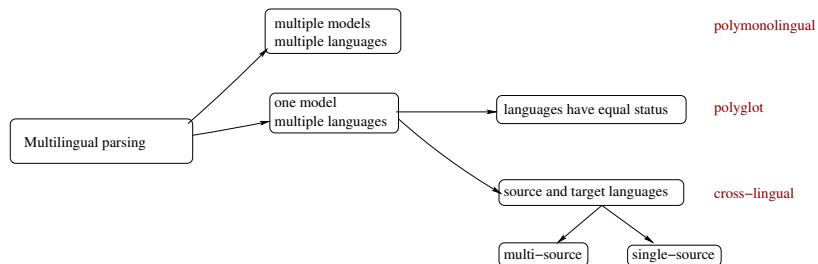 multiple models
multiple languages
polymonolingual
one model
multiple languages
languages have equal status
polyglot
Multilingual parsing
source and target languages
cross−lingual
multi−source
single−source